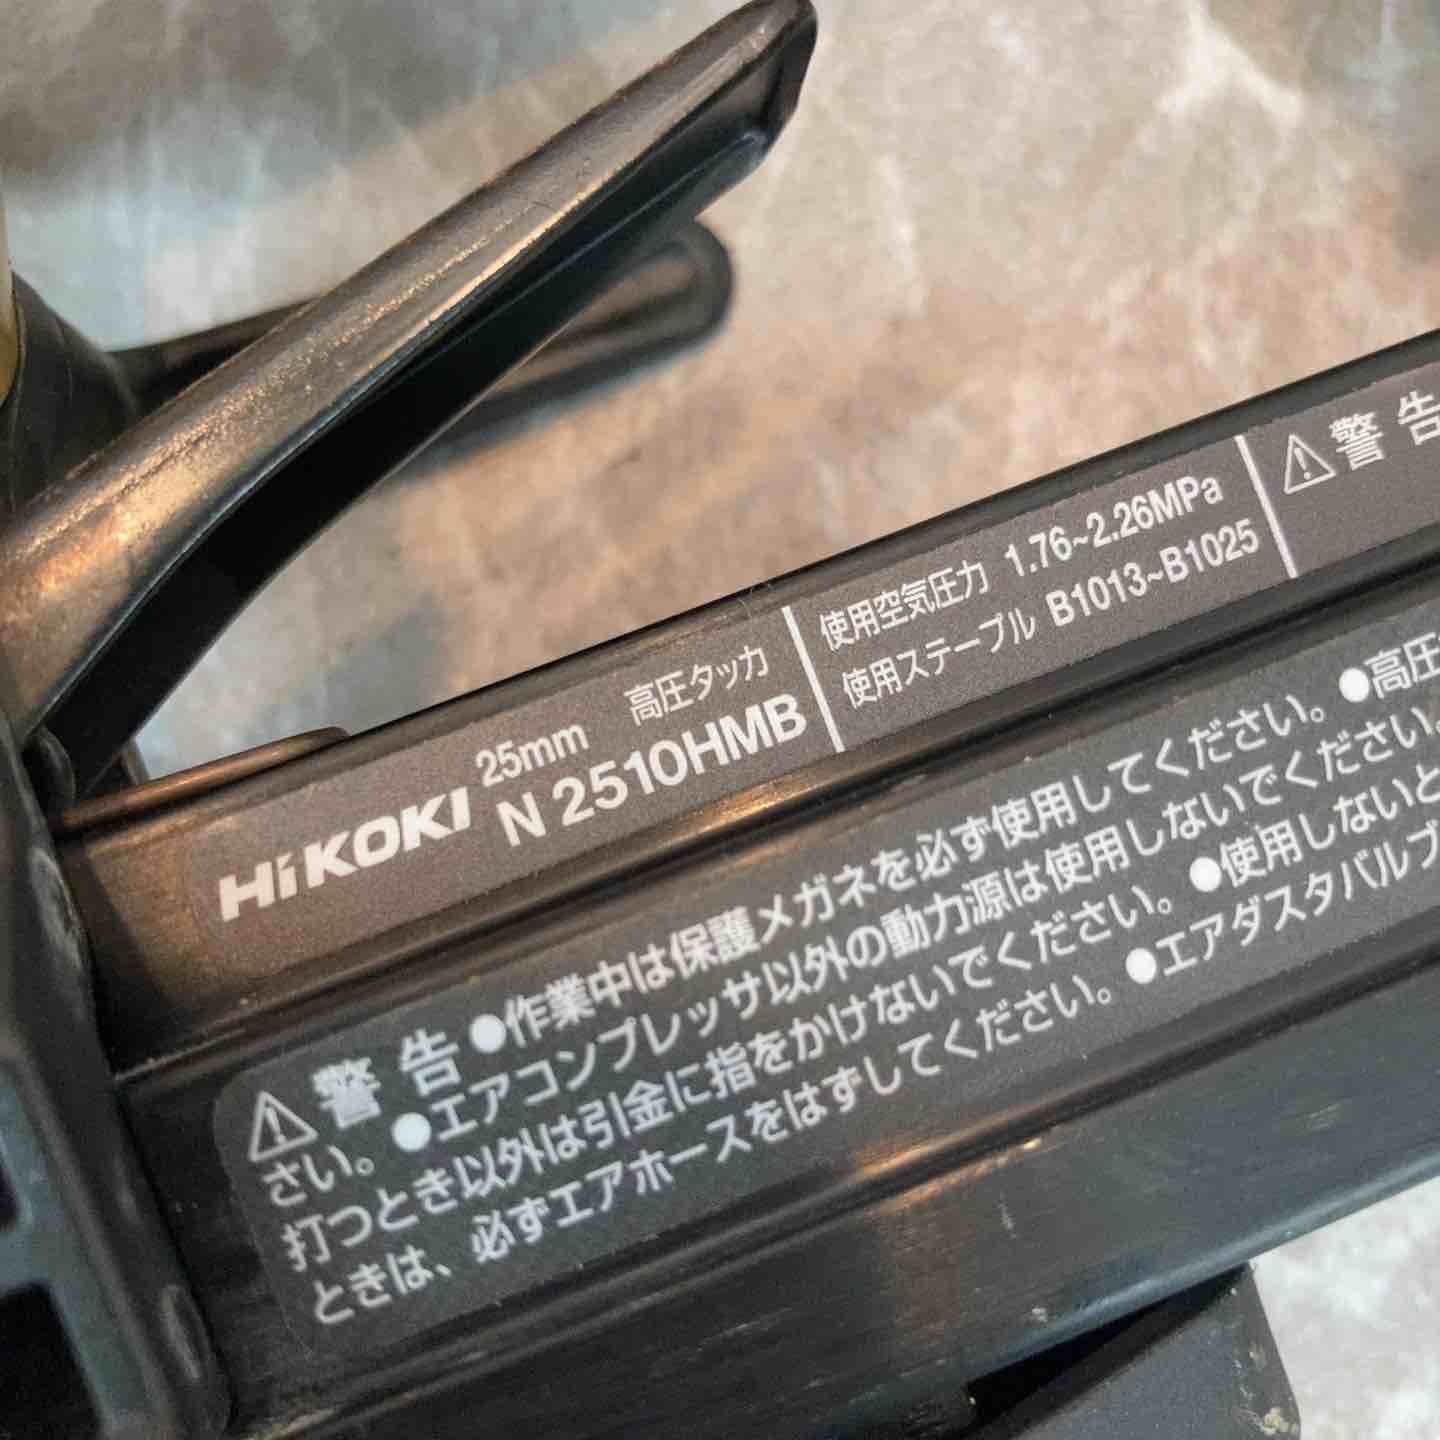 HiKOKI 25mm 高圧タッカ
N 2510HMB
使用空気圧力 1.76~2.26MPa
使用ステープル B1013~B1025
⚠警告
⚠警告 ●作業中は保護メガネを必ず使用してください。●高圧
さい。●エアコンプレッサ以外の動力源は使用しないでください。
打つとき以外は引金に指をかけないでください。●使用しないと
ときは、必ずエアホースをはずしてください。●エアダスタバルブ